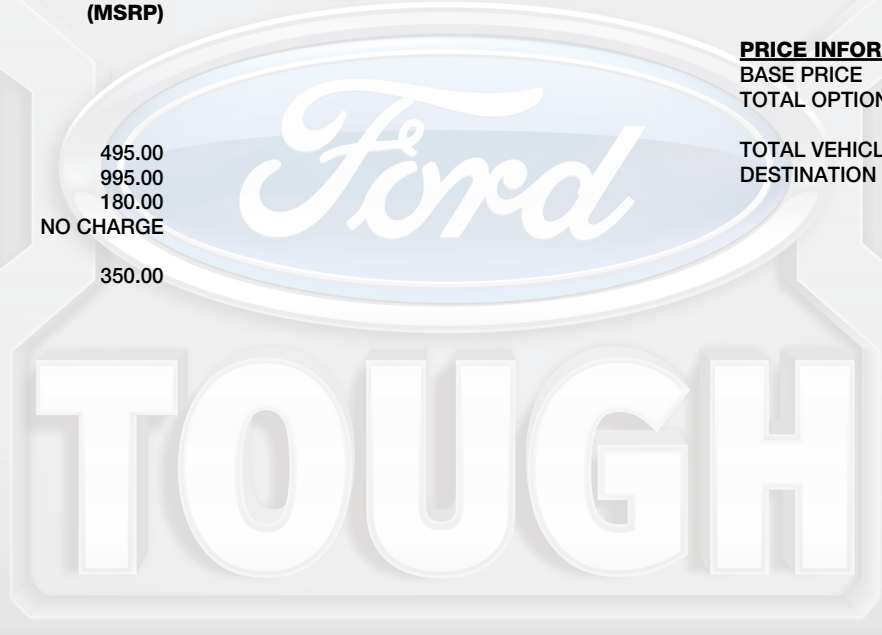 (MSRP)
495.00
995.00
180.00
NO CHARGE
350.00
PRICE INFOR
BASE PRICE
TOTAL OPTION
TOTAL VEHICL
DESTINATION
Ford
TOUGH